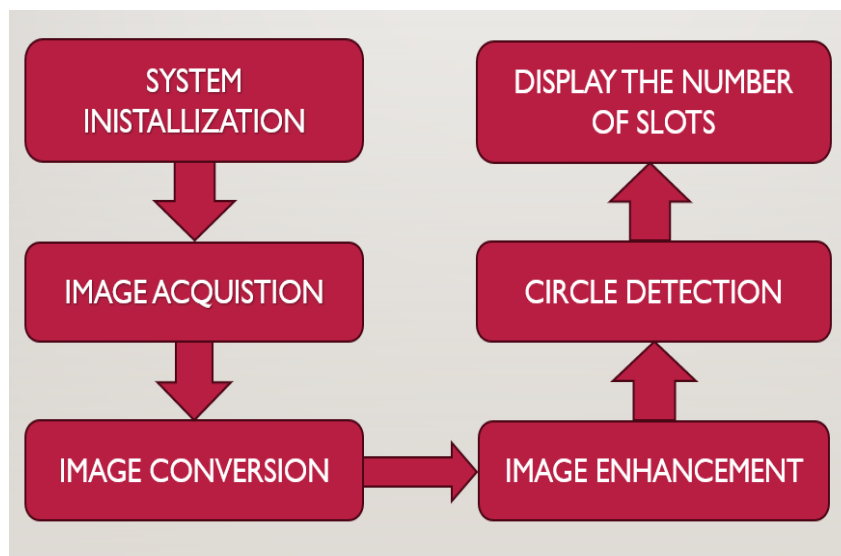 SYSTEM
INISTALLIZATION
IMAGE ACQUISTION
IMAGE CONVERSION
IMAGE ENHANCEMENT
CIRCLE DETECTION
DISPLAY THE NUMBER
OF SLOTS